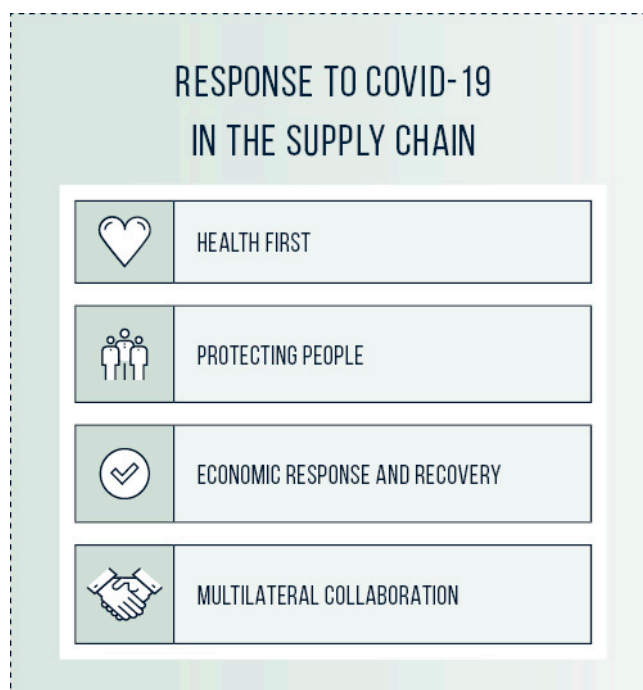 RESPONSE TO COVID-19
IN THE SUPPLY CHAIN
HEALTH FIRST
PROTECTING PEOPLE
ECONOMIC RESPONSE AND RECOVERY
MULTILATERAL COLLABORATION